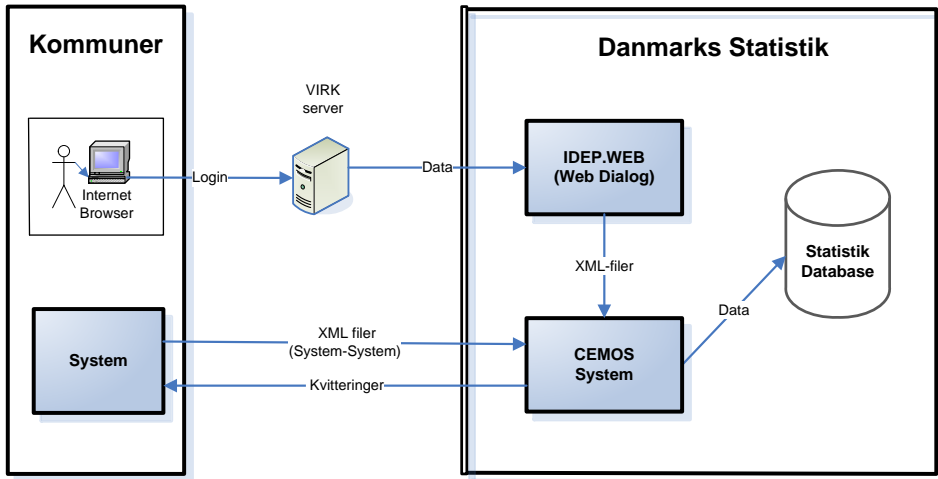 Kommuner
Danmarks Statistik
VIRK
server
Internet
Browser
Login
Data
IDEP.WEB
(Web Dialog)
XML-filer
Statistik
Database
Data
System
XML filer
(System-System)
CEMOS
System
Kvitteringer